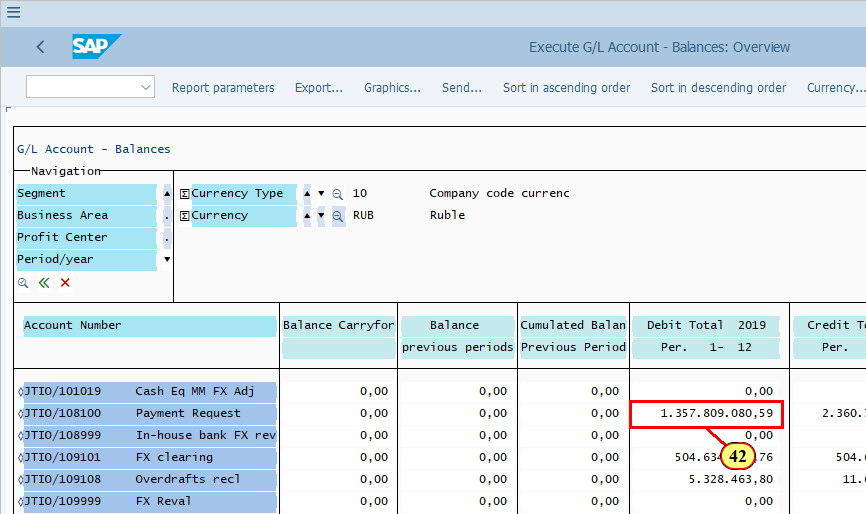 SAP
Execute G/L Account - Balances: Overview
Report parameters Export... Graphics... Send... Sort in ascending order Sort in descending order Currency...
G/L Account - Balances
Navigation
Segment Currency Type 10 Company code currenc
Business Area Currency RUB Ruble
Profit Center
Period/year
Account Number Balance Carryfor Balance Cumulated Balan Debit Total 2019 Credit To
previous periods Previous Period Per. 1- 12 Per.
JTIO/101019 Cash Eq MM FX Adj 0,00 0,00 0,00 0,00
JTIO/108100 Payment Request 0,00 0,00 0,00 1.357.809.080,59 2.360.
JTIO/108999 In-house bank FX rev 0,00 0,00 0,00 0,00
JTIO/109101 FX clearing 0,00 0,00 0,00 504.634 76 504.
42
JTIO/109108 Overdrafts recl 0,00 0,00 0,00 5.328.463,80 11.
JTIO/109999 FX Reval 0,00 0,00 0,00 0,00